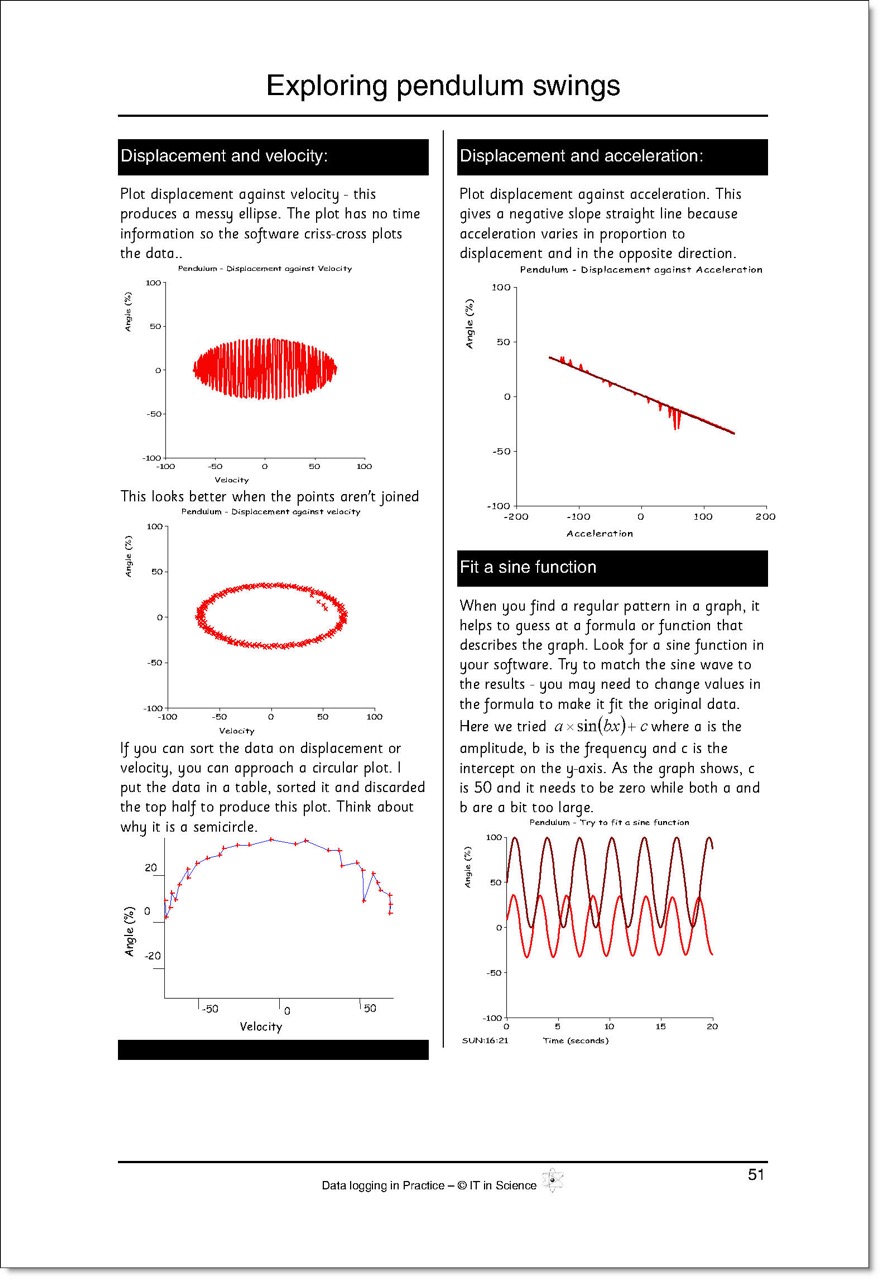 Exploring pendulum swings
Displacement and velocity:
Plot displacement against velocity - this
produces a messy ellipse. The plot has no time
information so the software criss-cross plots
the data..
Pendulum - Displacement against Velocity
Angle (%)
100
50
0
-50
-100
-100 -50 0 50 100
Velocity
This looks better when the points aren't joined
Pendulum - Displacement against velocity
Angle (%)
100
50
0
-50
-100
-100 -50 0 50 100
Velocity
If you can sort the data on displacement or
velocity, you can approach a circular plot. I
put the data in a table, sorted it and discarded
the top half to produce this plot. Think about
why it is a semicircle.
Angle (%)
20
0
-20
-50 0 50
Velocity
Displacement and acceleration:
Plot displacement against acceleration. This
gives a negative slope straight line because
acceleration varies in proportion to
displacement and in the opposite direction.
Pendulum - Displacement against Acceleration
Angle (%)
100
50
0
-50
-100
-200 -100 0 100 200
Acceleration
Fit a sine function
When you find a regular pattern in a graph, it
helps to guess at a formula or function that
describes the graph. Look for a sine function in
your software. Try to match the sine wave to
the results - you may need to change values in
the formula to make it fit the original data.
Here we tried a × sin(bx) + c where a is the
amplitude, b is the frequency and c is the
intercept on the y-axis. As the graph shows, c
is 50 and it needs to be zero while both a and
b are a bit too large.
Pendulum - Try to fit a sine function
Angle (%)
100
50
0
-50
-100
0 5 10 15 20
SUN:16:21 Time (seconds)
51
Data logging in Practice – © IT in Science